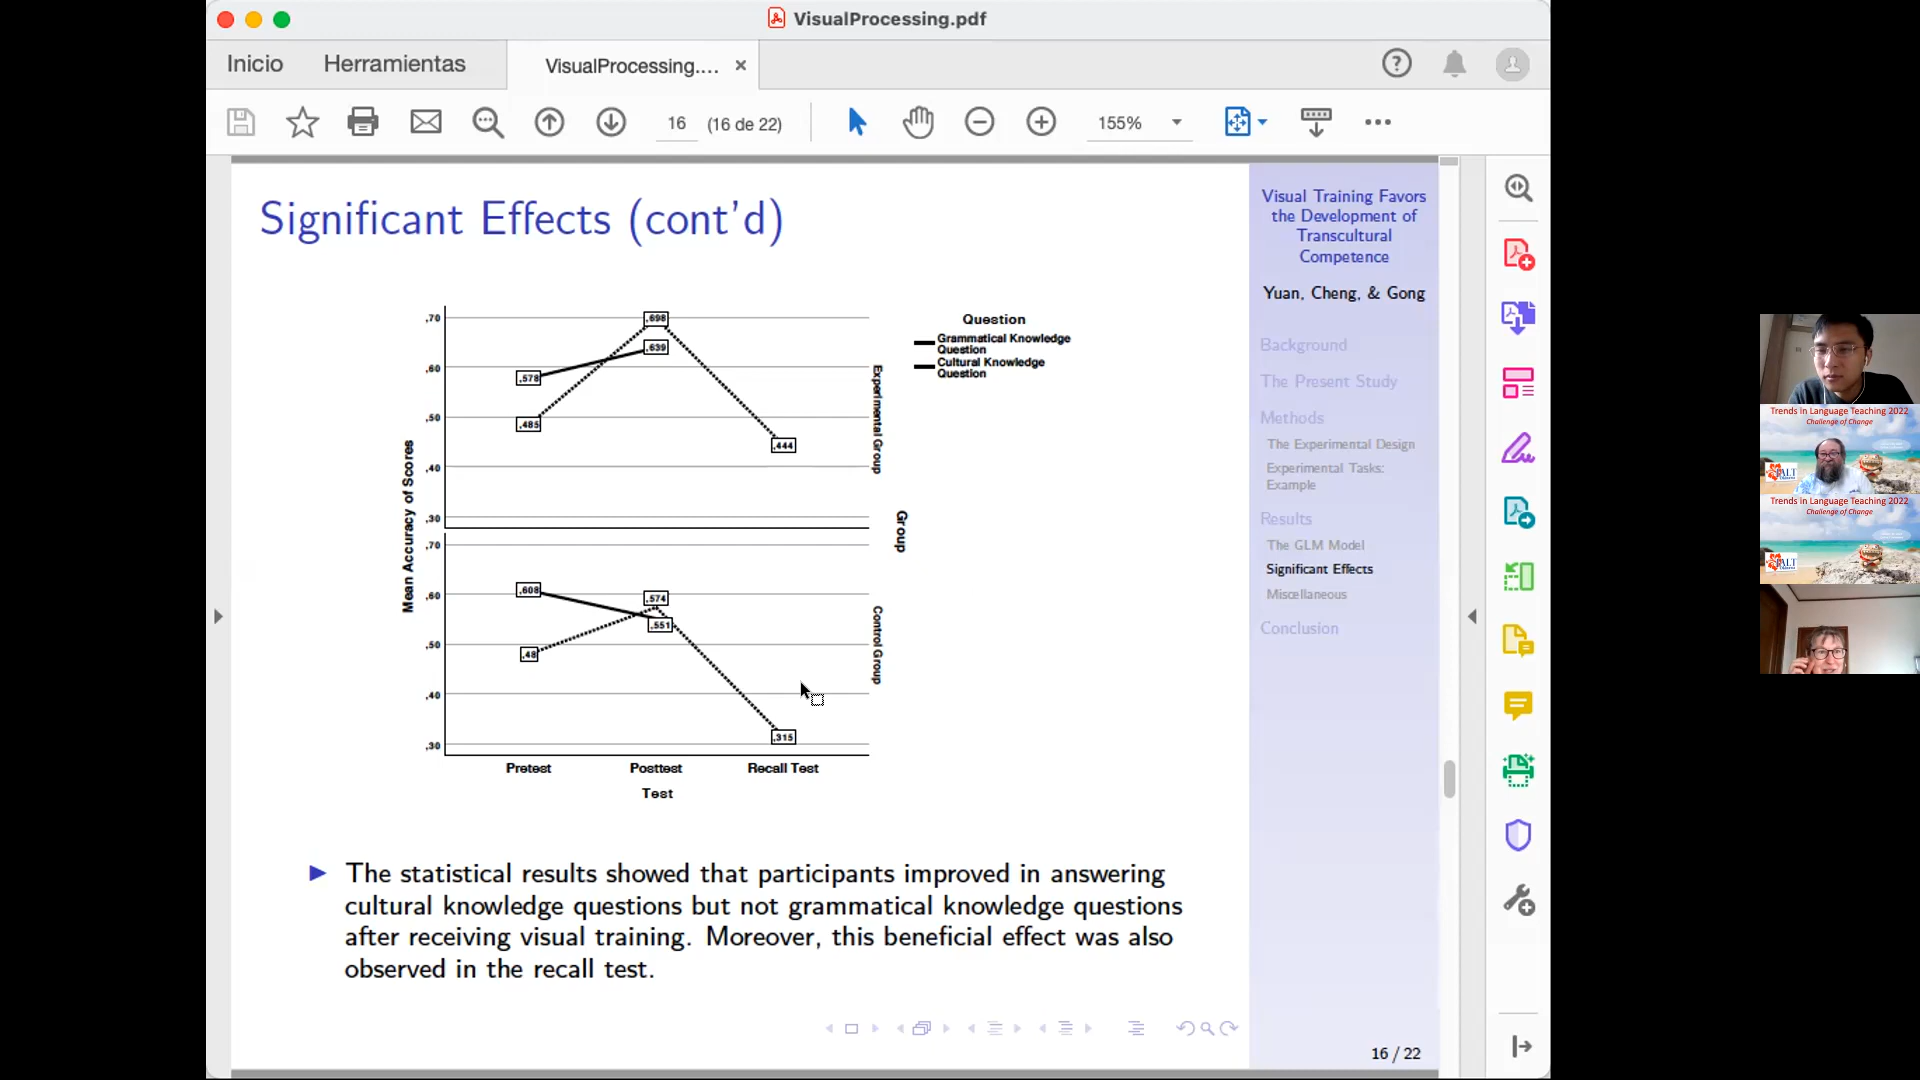 VisualProcessing.pdf
Inicio
Herramientas
VisualProcessing....
16
(16 de 22)
155%
Significant Effects (cont'd)
Mean Accuracy of Scores
,70
,60
,50
,40
,30
,578
,485
,698
,639
,444
Experimental Group
,70
,60
,50
,40
,30
,608
,48
,574
,551
,315
Control Group
Group
Pretest
Posttest
Recall Test
Test
Question
Grammatical Knowledge
Question
Cultural Knowledge
Question
The statistical results showed that participants improved in answering
cultural knowledge questions but not grammatical knowledge questions
after receiving visual training. Moreover, this beneficial effect was also
observed in the recall test.
Visual Training Favors
the Development of
Transcultural
Competence
Yuan, Cheng, & Gong
Background
The Present Study
Methods
The Experimental Design
Experimental Tasks:
Example
Results
The GLM Model
Significant Effects
Miscellaneous
Conclusion
16 / 22
Trends in Language Teaching 2022
Challenge of Change
Trends in Language Teaching 2022
Challenge of Change